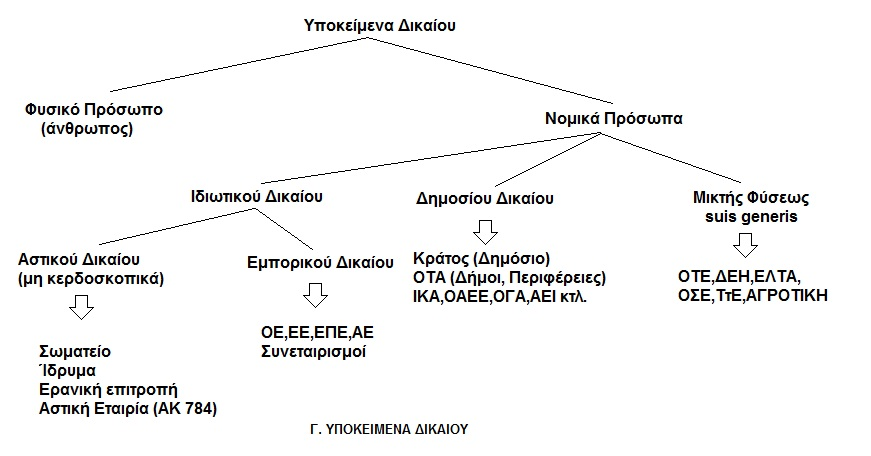 Υποκείμενα Δικαίου
Φυσικό Πρόσωπο
(άνθρωπος)
Νομικά Πρόσωπα
Ιδιωτικού Δικαίου
Δημοσίου Δικαίου
Μικτής Φύσεως
suis generis
Αστικού Δικαίου
(μη κερδοσκοπικά)
Εμπορικού Δικαίου
Κράτος (Δημόσιο)
ΟΤΑ (Δήμοι, Περιφέρειες)
ΙΚΑ,ΟΑΕΕ,ΟΓΑ,ΑΕΙ κτλ.
ΟΤΕ,ΔΕΗ,ΕΛΤΑ,
ΟΣΕ,ΤτΕ,ΑΓΡΟΤΙΚΗ
ΟΕ,ΕΕ,ΕΠΕ,ΑΕ
Συνεταιρισμοί
Σωματείο
Ίδρυμα
Ερανική επιτροπή
Αστική Εταιρία (ΑΚ 784)
Γ. ΥΠΟΚΕΙΜΕΝΑ ΔΙΚΑΙΟΥ